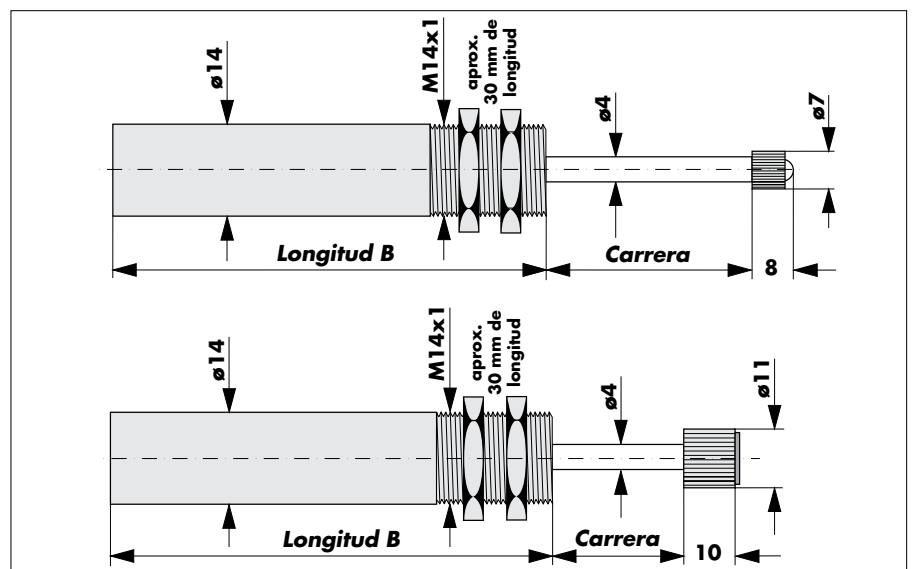 ø14
M14x1
aprox.
30 mm de
longitud
ø4
ø7
Longitud B
Carrera
8
ø14
M14x1
aprox.
30 mm de
longitud
ø4
ø11
Longitud B
Carrera
10